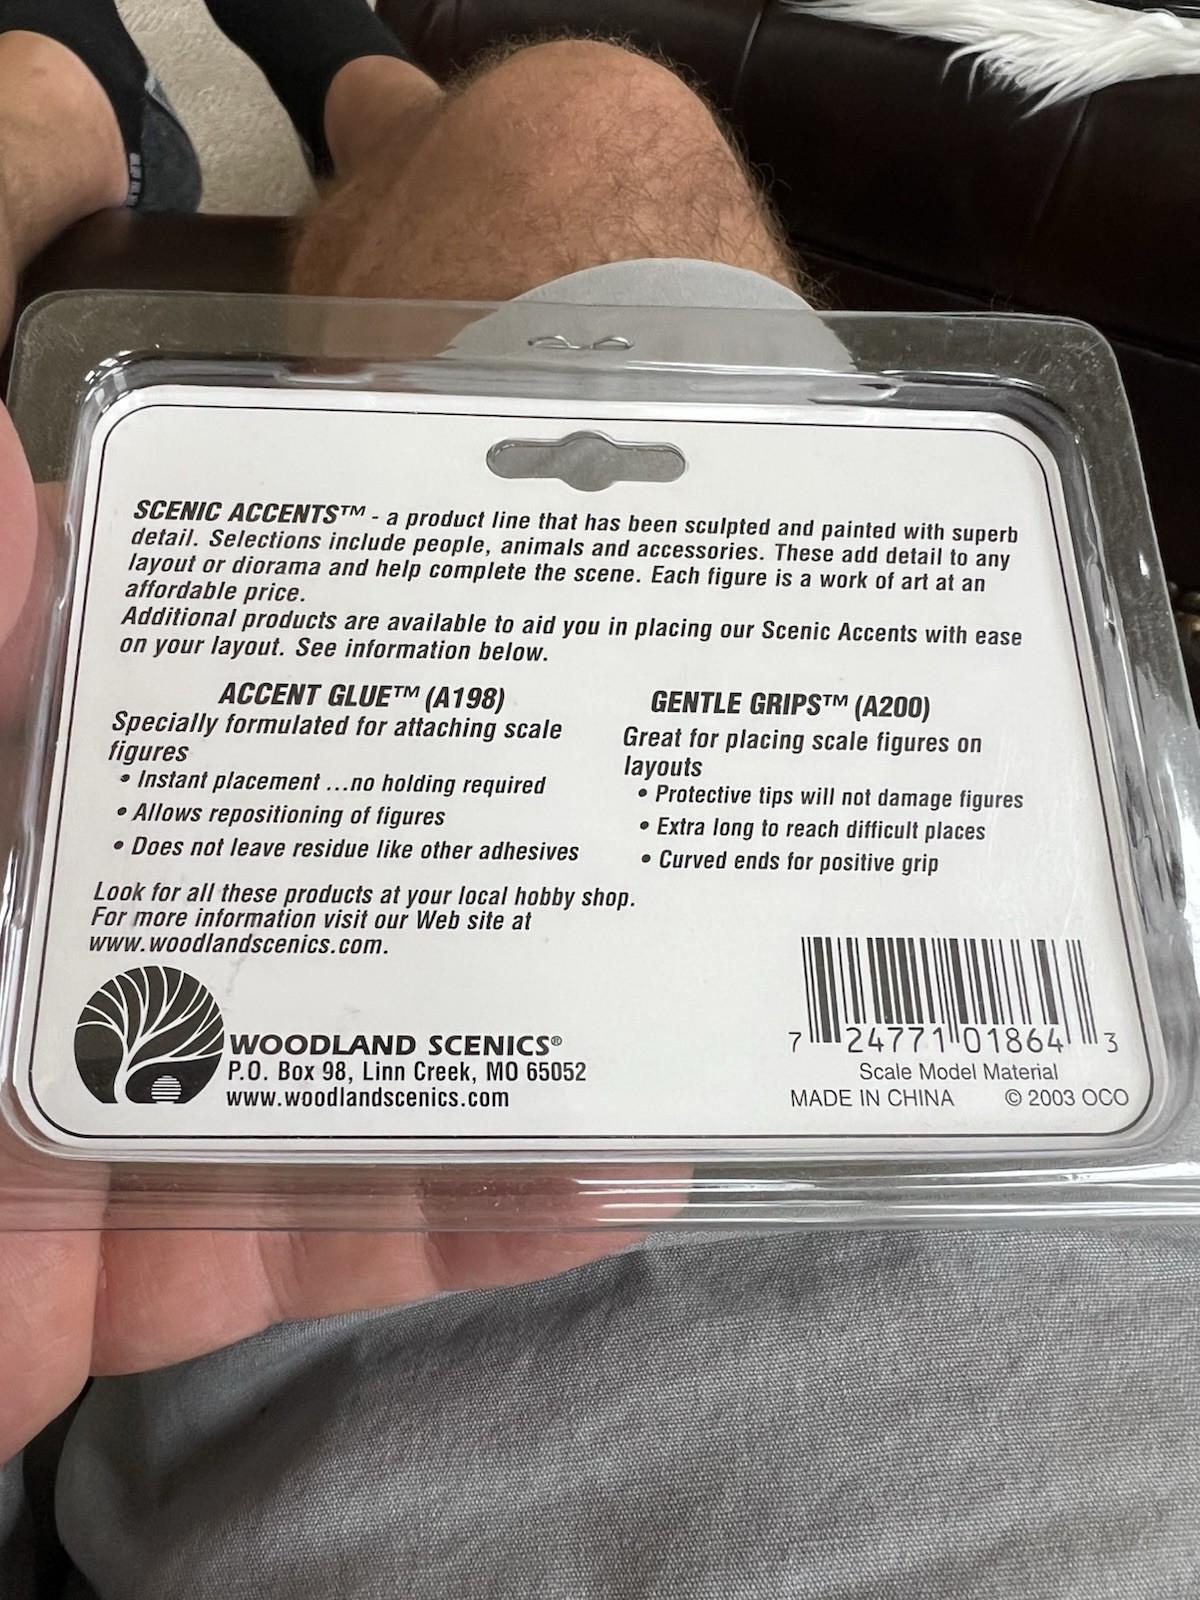 SCENIC ACCENTS™ - a product line that has been sculpted and painted with superb
detail. Selections include people, animals and accessories. These add detail to any
layout or diorama and help complete the scene. Each figure is a work of art at an
affordable price.
Additional products are available to aid you in placing our Scenic Accents with ease
on your layout. See information below.
ACCENT GLUE™ (A198)
Specially formulated for attaching scale
figures
• Instant placement ...no holding required
• Allows repositioning of figures
• Does not leave residue like other adhesives
GENTLE GRIPS™ (A200)
Great for placing scale figures on
layouts
• Protective tips will not damage figures
• Extra long to reach difficult places
• Curved ends for positive grip
Look for all these products at your local hobby shop.
For more information visit our Web site at
www.woodlandscenics.com.
WOODLAND SCENICS®
P.O. Box 98, Linn Creek, MO 65052
www.woodlandscenics.com
7 24771 01864 3
Scale Model Material
MADE IN CHINA © 2003 OCO